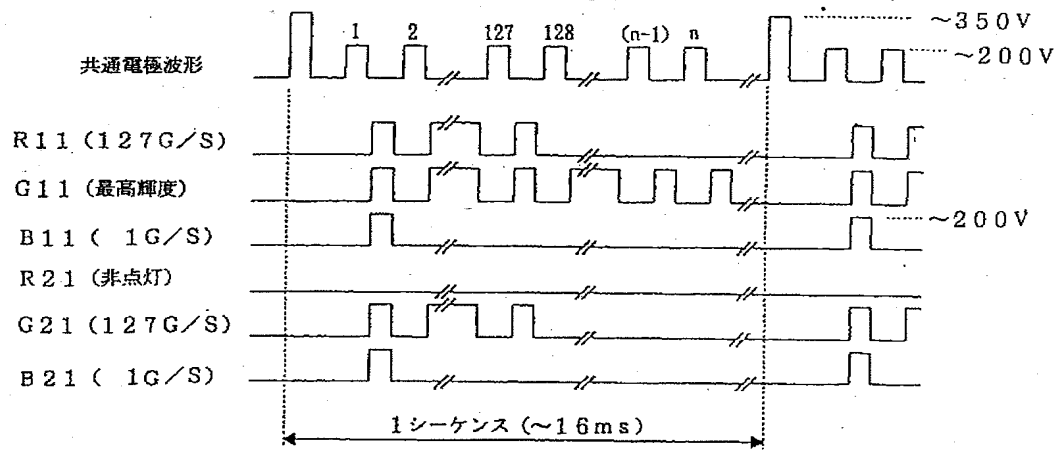 ~350V
1 2 127 128 (n-1) n
~200V
共通電極波形
R11(127G/S)
G11(最高輝度)
B11( 1G/S)
~200V
R21(非点灯)
G21(127G/S)
B21( 1G/S)
1シーケンス(~16ms)